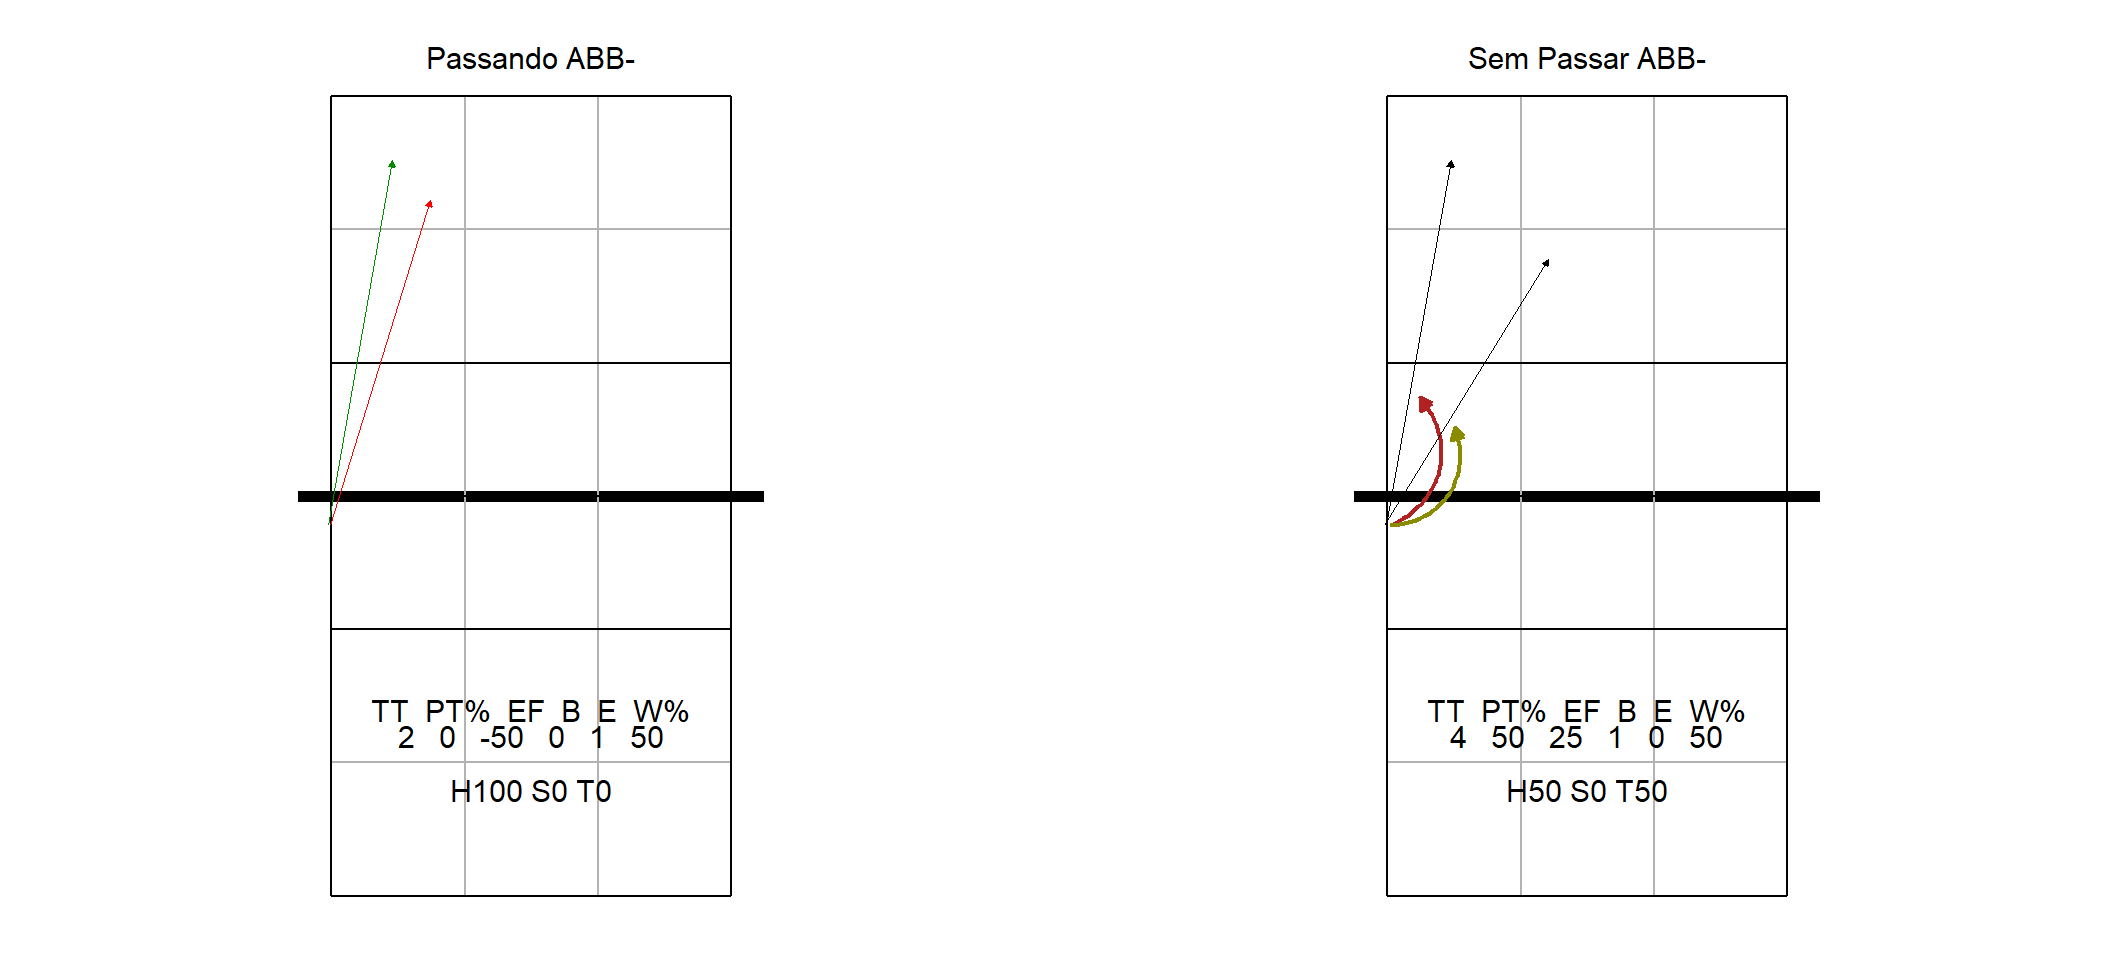 Passando ABB-
TT PT% EF B E W%
2 0 -50 0 1 50
H100 S0 T0
Sem Passar ABB-
TT PT% EF B E W%
4 50 25 1 0 50
H50 S0 T50